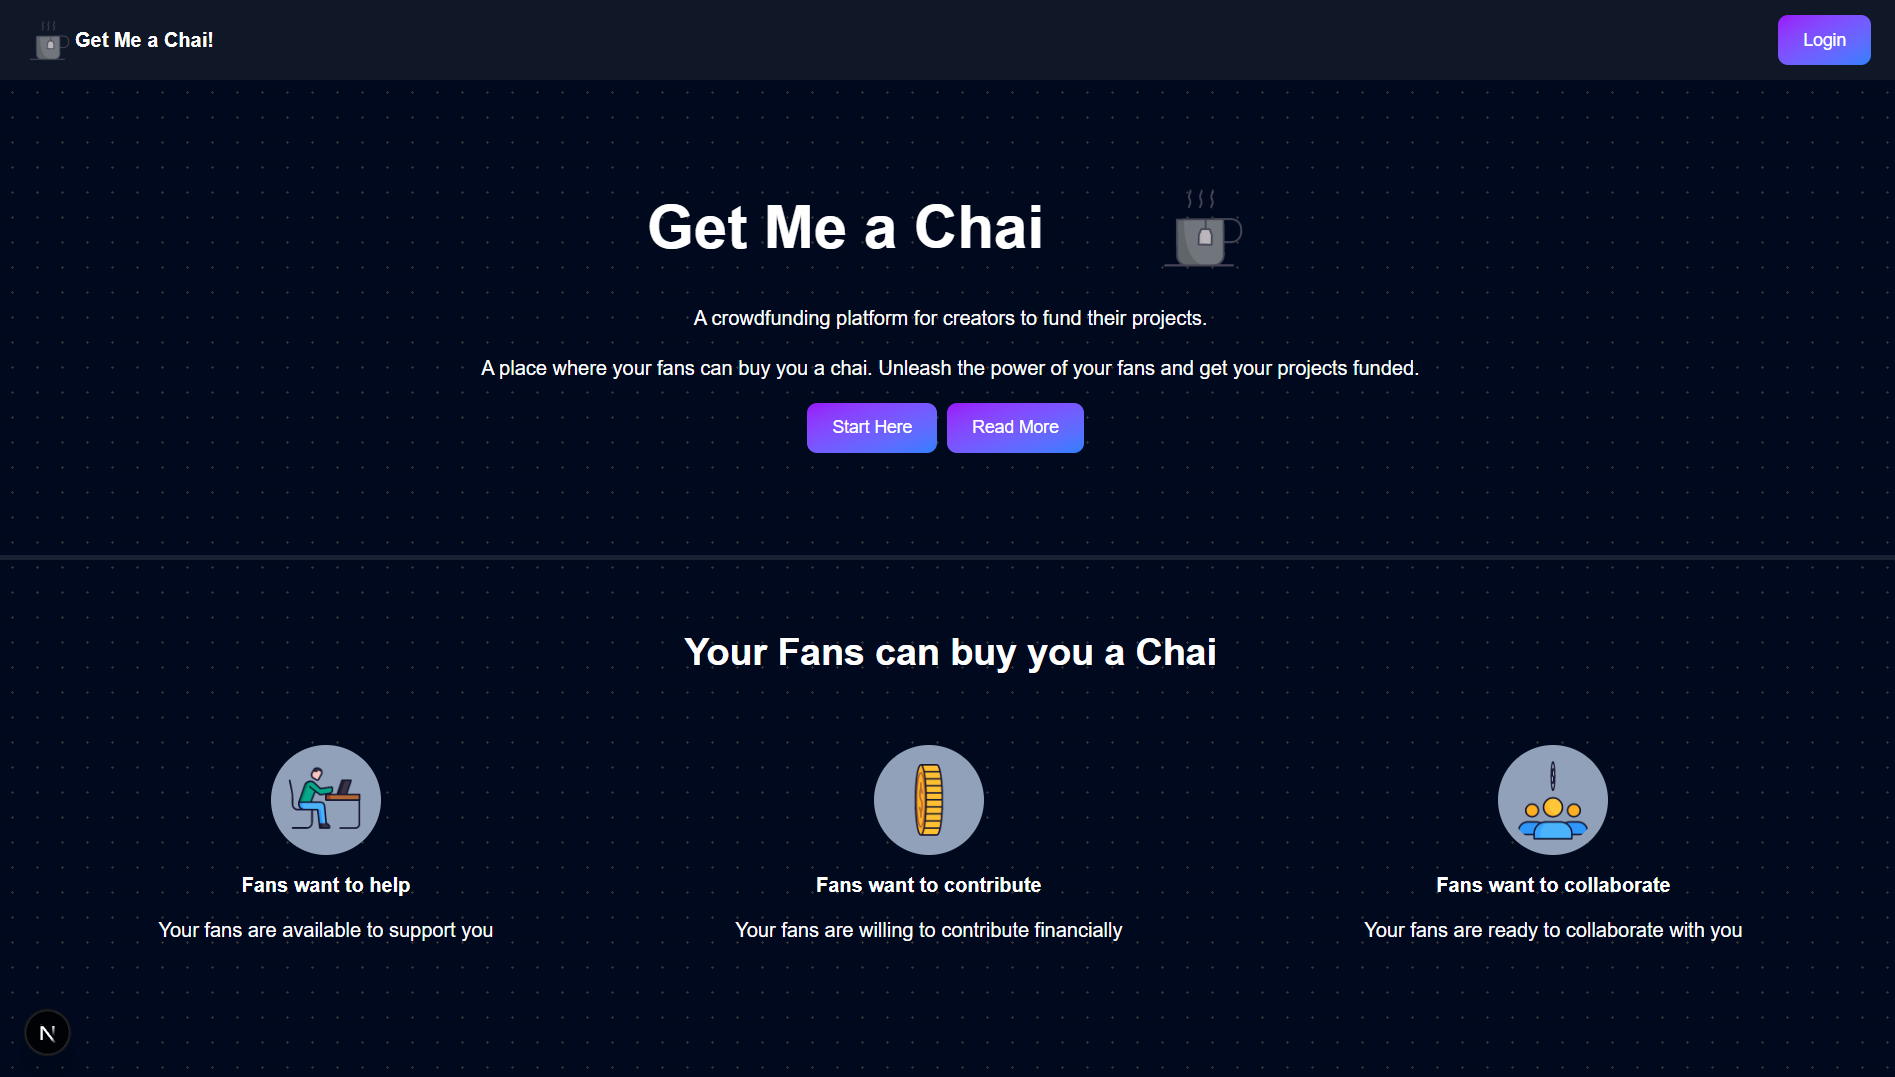 Get Me a Chai!
Login
Get Me a Chai
A crowdfunding platform for creators to fund their projects.
A place where your fans can buy you a chai. Unleash the power of your fans and get your projects funded.
Start Here
Read More
Your Fans can buy you a Chai
Fans want to help
Fans want to contribute
Fans want to collaborate
Your fans are available to support you
Your fans are willing to contribute financially
Your fans are ready to collaborate with you
N